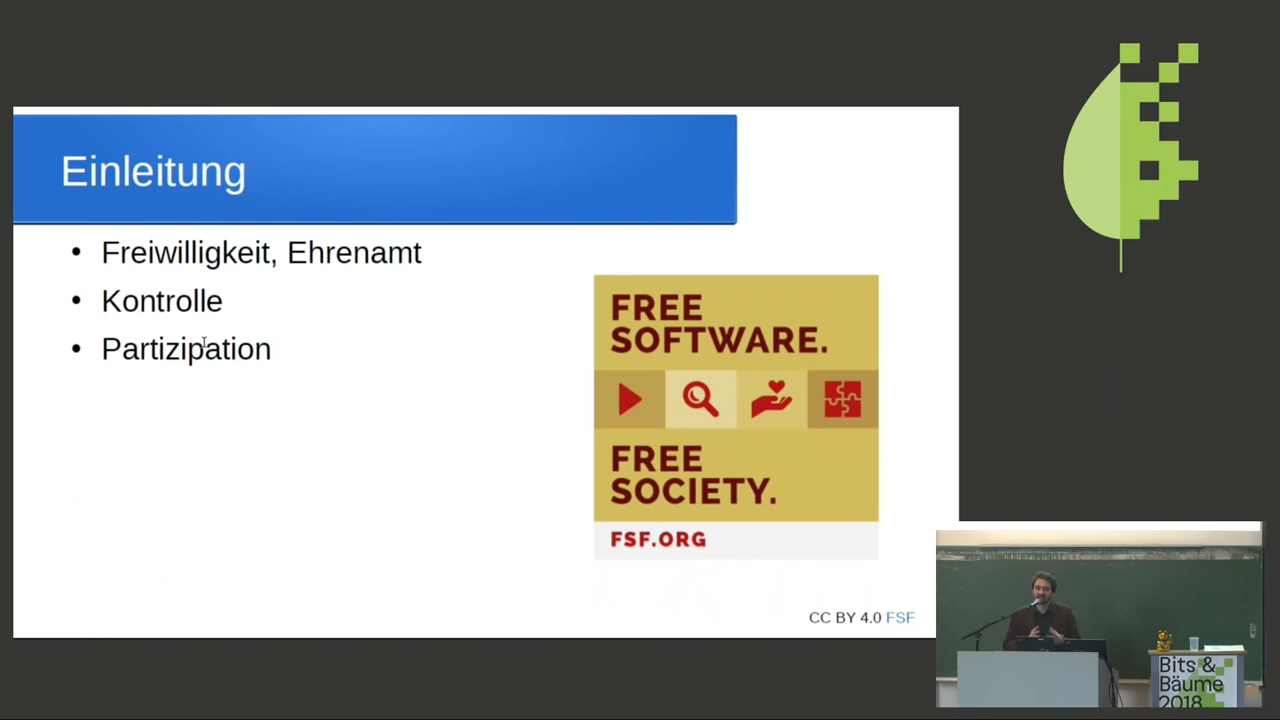 Einleitung
• Freiwilligkeit, Ehrenamt
• Kontrolle
• Partizipation
FREE
SOFTWARE.
FREE
SOCIETY.
FSF.ORG
CC BY 4.0 FSF
Bits &
Bäume
2018